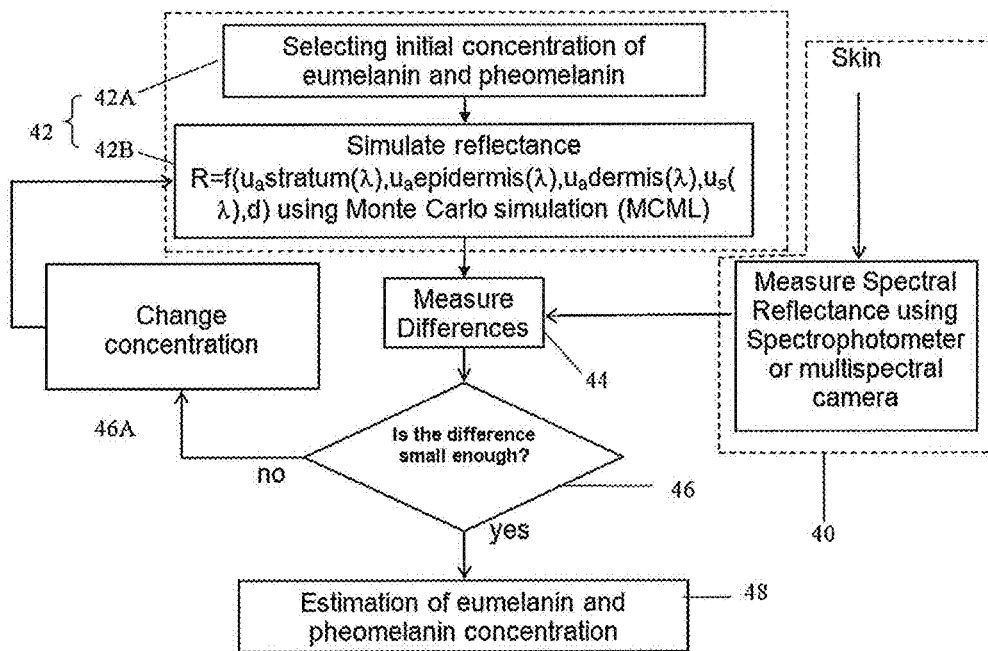 Selecting initial concentration of
eumelanin and pheomelanin
Skin
42A
42
42B
Simulate reflectance
R=f(uₐstratum(λ),uₐepidermis(λ),uₐdermis(λ),uₛ(
λ),d) using Monte Carlo simulation (MCML)
Change
concentration
Measure
Differences
Measure Spectral
Reflectance using
Spectrophotometer
or multispectral
camera
44
46A
Is the difference
small enough?
no
46
yes
40
Estimation of eumelanin and
pheomelanin concentration
48